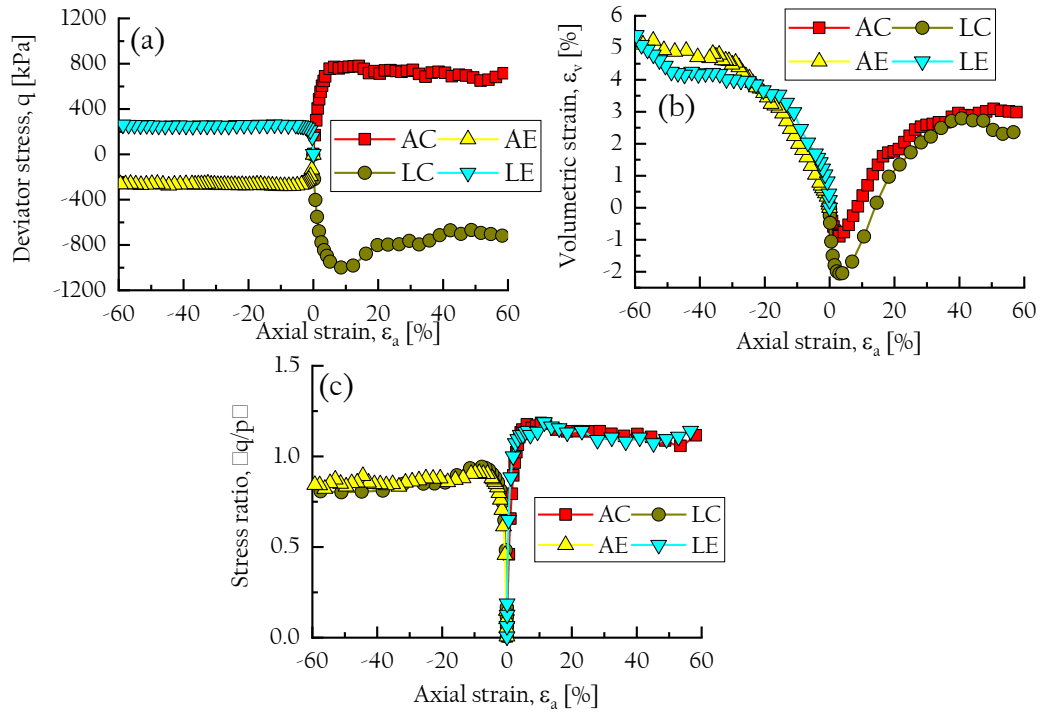 (a)
Deviator stress, q [kPa]
1200
800
400
0
-400
-800
-1200
-60
-40
-20
0
20
40
60
Axial strain, εa [%]
AC
AE
LC
LE
(b)
Volumetric strain, εv [%]
6
5
4
3
2
1
0
-1
-2
-60
-40
-20
0
20
40
60
Axial strain, εa [%]
AC
LC
AE
LE
(c)
Stress ratio, □q/p□
1.5
1.0
0.5
0.0
-60
-40
-20
0
20
40
60
Axial strain, εa [%]
AC
LC
AE
LE